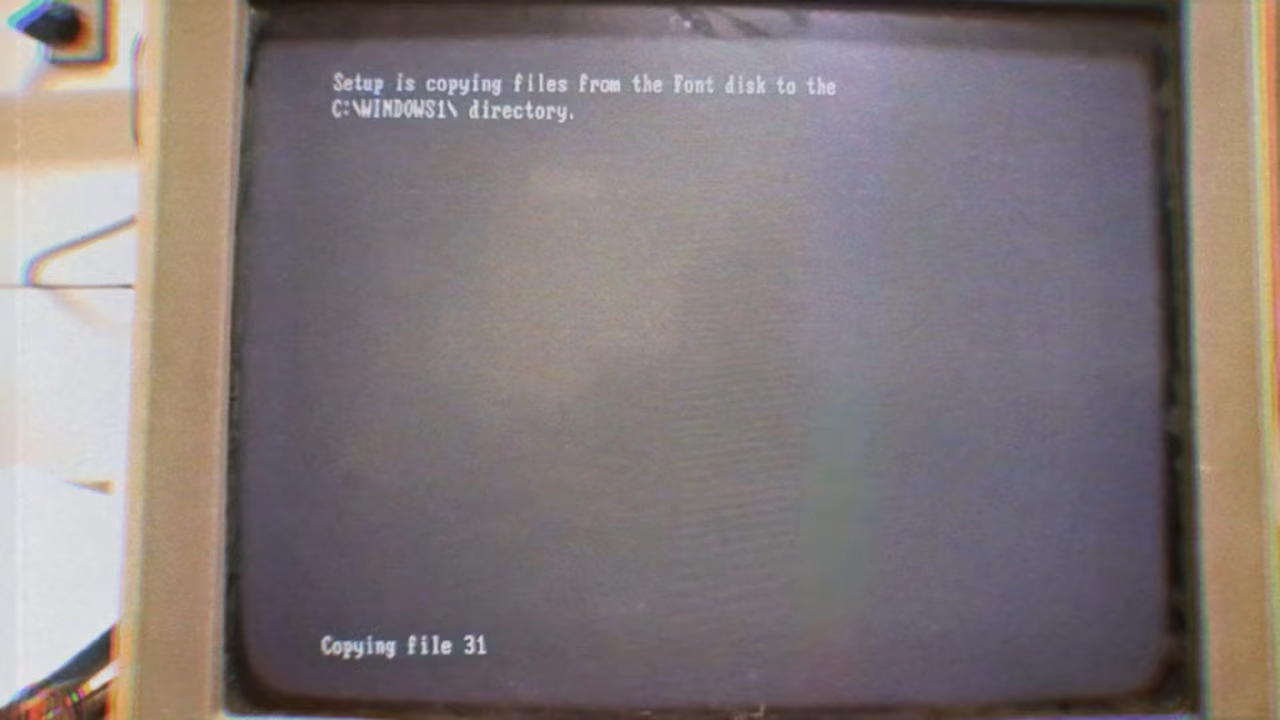 Setup is copying files from the Font disk to the
C:\WINDOWS1\ directory.
Copying file 31